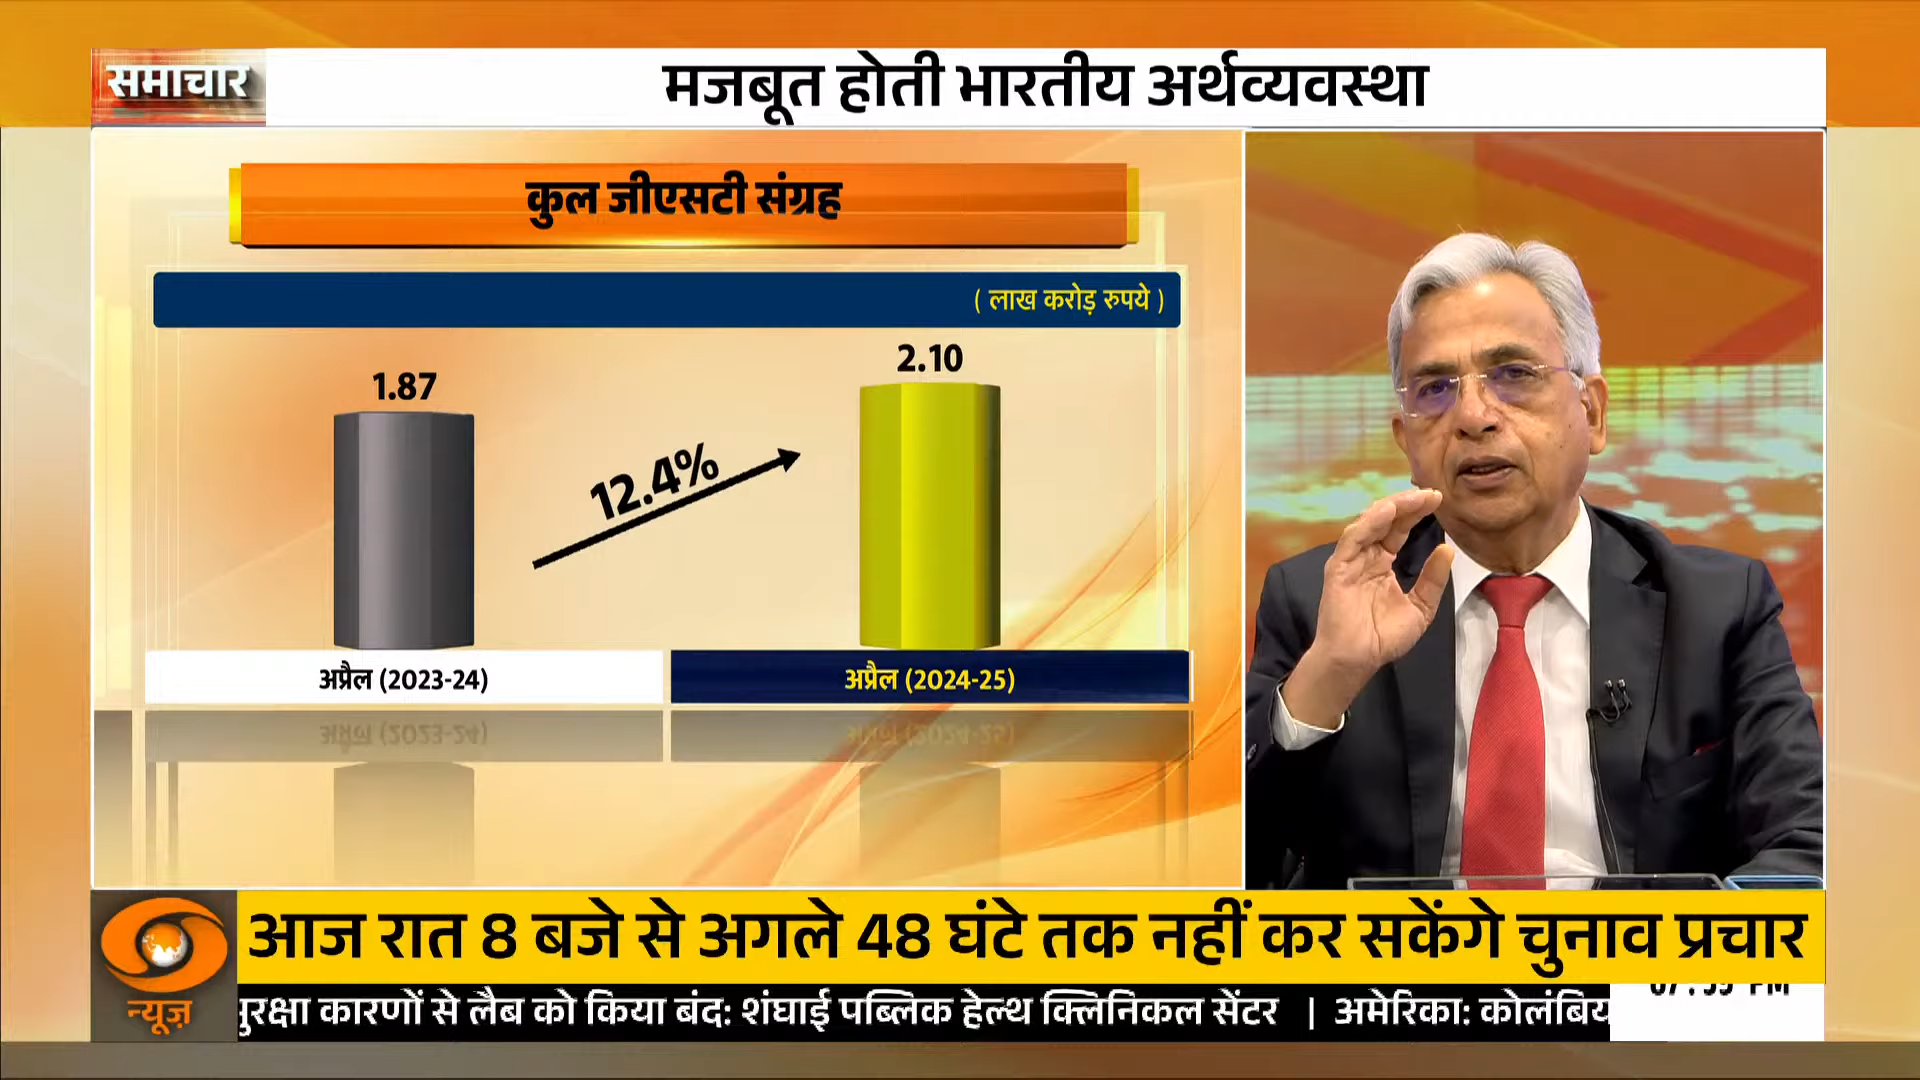 समाचार
मजबूत होती भारतीय अर्थव्यवस्था
कुल जीएसटी संग्रह
( लाख करोड़ रुपये )
1.87
2.10
12.4%
अप्रैल (2023-24)
अप्रैल (2024-25)
आज रात 8 बजे से अगले 48 घंटे तक नहीं कर सकेंगे चुनाव प्रचार
न्यूज़
कारणों से लैब को किया बंद: शंघाई पब्लिक हेल्थ क्लिनिकल सेंटर | अमेरिका: